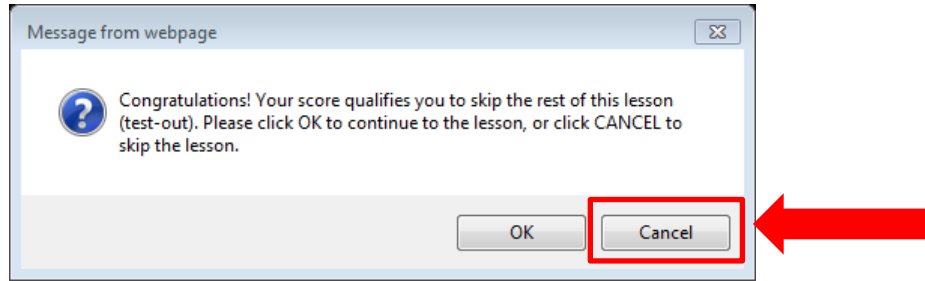 Message from webpage
Congratulations! Your score qualifies you to skip the rest of this lesson
(test-out). Please click OK to continue to the lesson, or click CANCEL to
skip the lesson.
OK Cancel